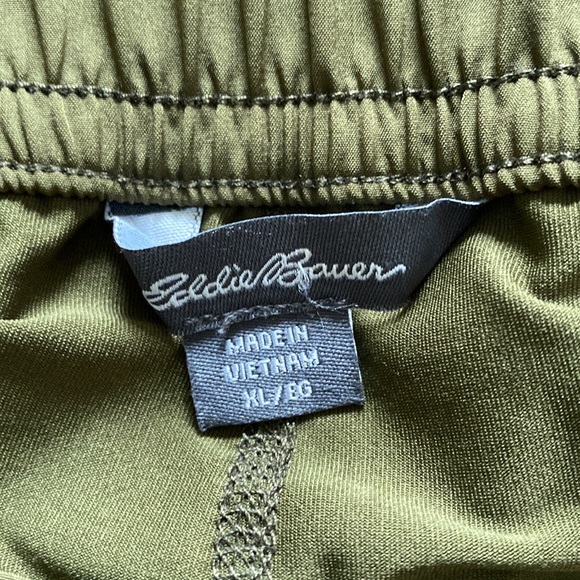 Eddie Bauer
MADE IN
VIETNAM
XL/EG